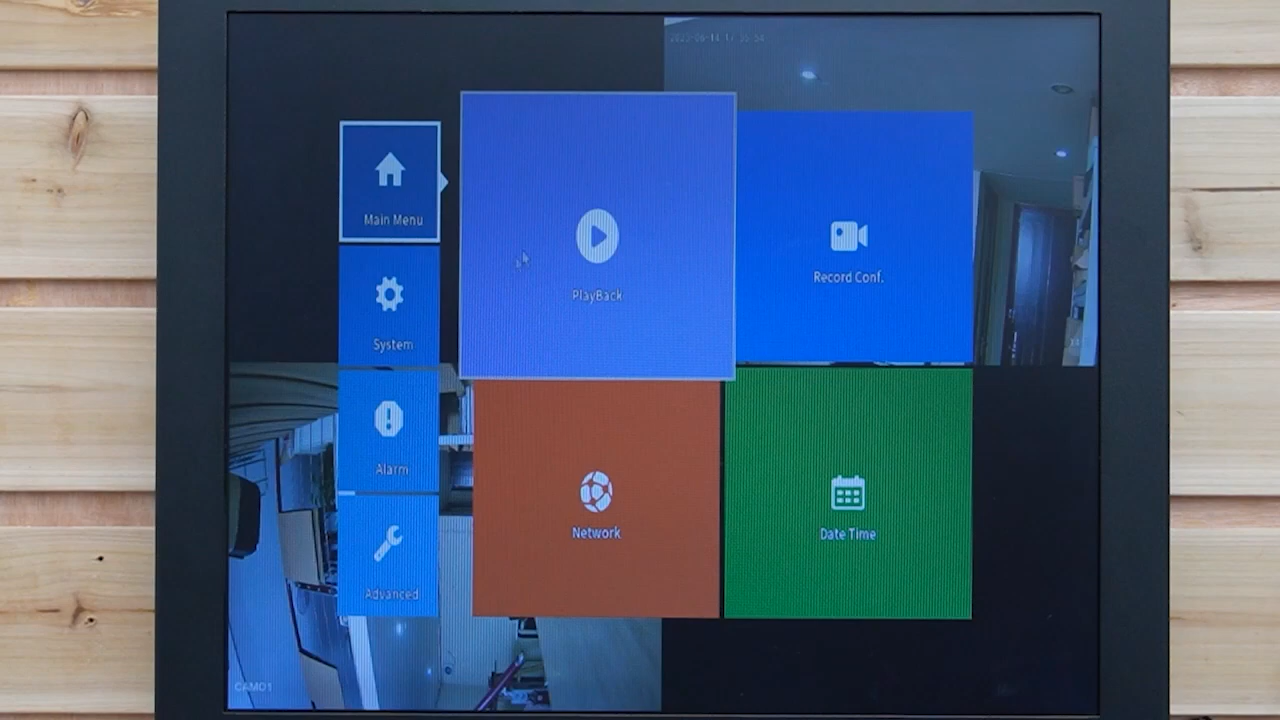 Main Menu
PlayBack
Record Conf.
System
Alarm
Network
Date Time
Advanced
CAM01